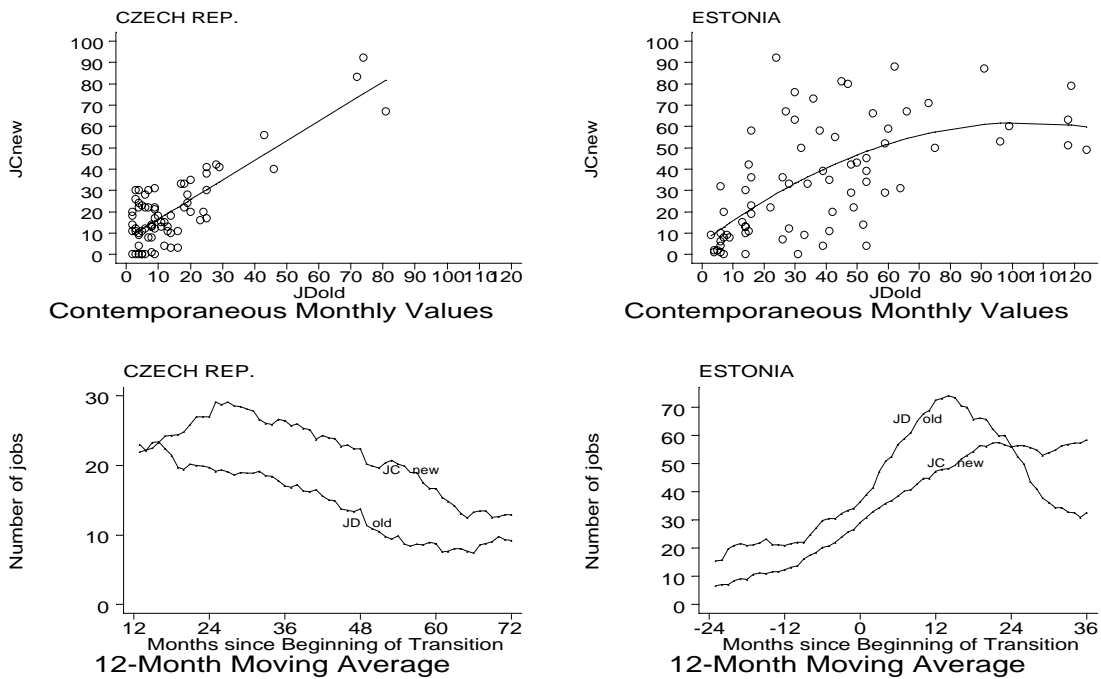 CZECH REP.
JCnew
100
90
80
70
60
50
40
30
20
10
0
0 10 20 30 40 50 60 70 80 90 100 110 120
JDold
Contemporaneous Monthly Values
ESTONIA
JCnew
100
90
80
70
60
50
40
30
20
10
0
0 10 20 30 40 50 60 70 80 90 100 110 120
JDold
Contemporaneous Monthly Values
CZECH REP.
Number of jobs
30
20
10
0
JC new
JD old
12 24 36 48 60 72
Months since Beginning of Transition
12-Month Moving Average
ESTONIA
Number of jobs
70
60
50
40
30
20
10
0
JD old
JC new
-24 -12 0 12 24 36
Months since Beginning of Transition
12-Month Moving Average